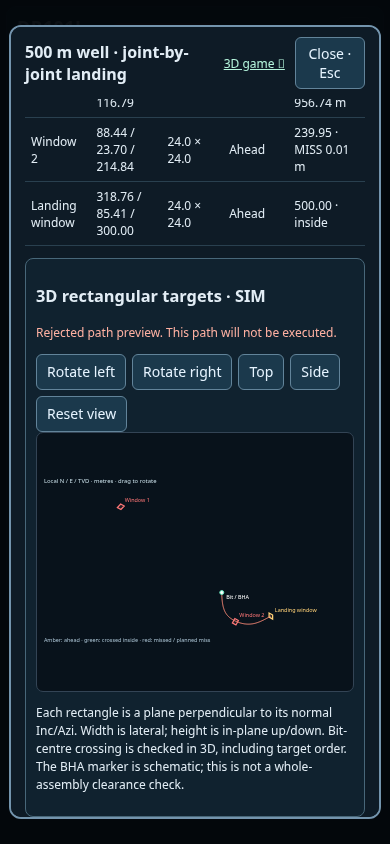 500 m well · joint-by-
joint landing
3D game
Close ·
Esc
116.79
956.74 m
Window
2
88.44 /
23.70 /
214.84
24.0 ×
24.0
Ahead
239.95 ·
MISS 0.01
m
Landing
window
318.76 /
85.41 /
300.00
24.0 ×
24.0
Ahead
500.00 ·
inside
3D rectangular targets · SIM
Rejected path preview. This path will not be executed.
Rotate left
Rotate right
Top
Side
Reset view
Local N / E / TVD · metres · drag to rotate
Window 1
Bit / BHA
Landing window
Window 2
Amber: ahead · green: crossed inside · red: missed / planned miss
Each rectangle is a plane perpendicular to its normal
Inc/Azi. Width is lateral; height is in-plane up/down. Bit-
centre crossing is checked in 3D, including target order.
The BHA marker is schematic; this is not a whole-
assembly clearance check.